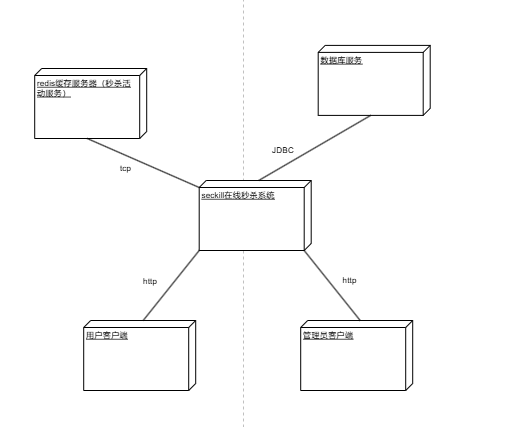 数据库服务
redis缓存服务器（秒杀活
动服务）
JDBC
tcp
seckill在线秒杀系统
http
http
用户客户端
管理员客户端